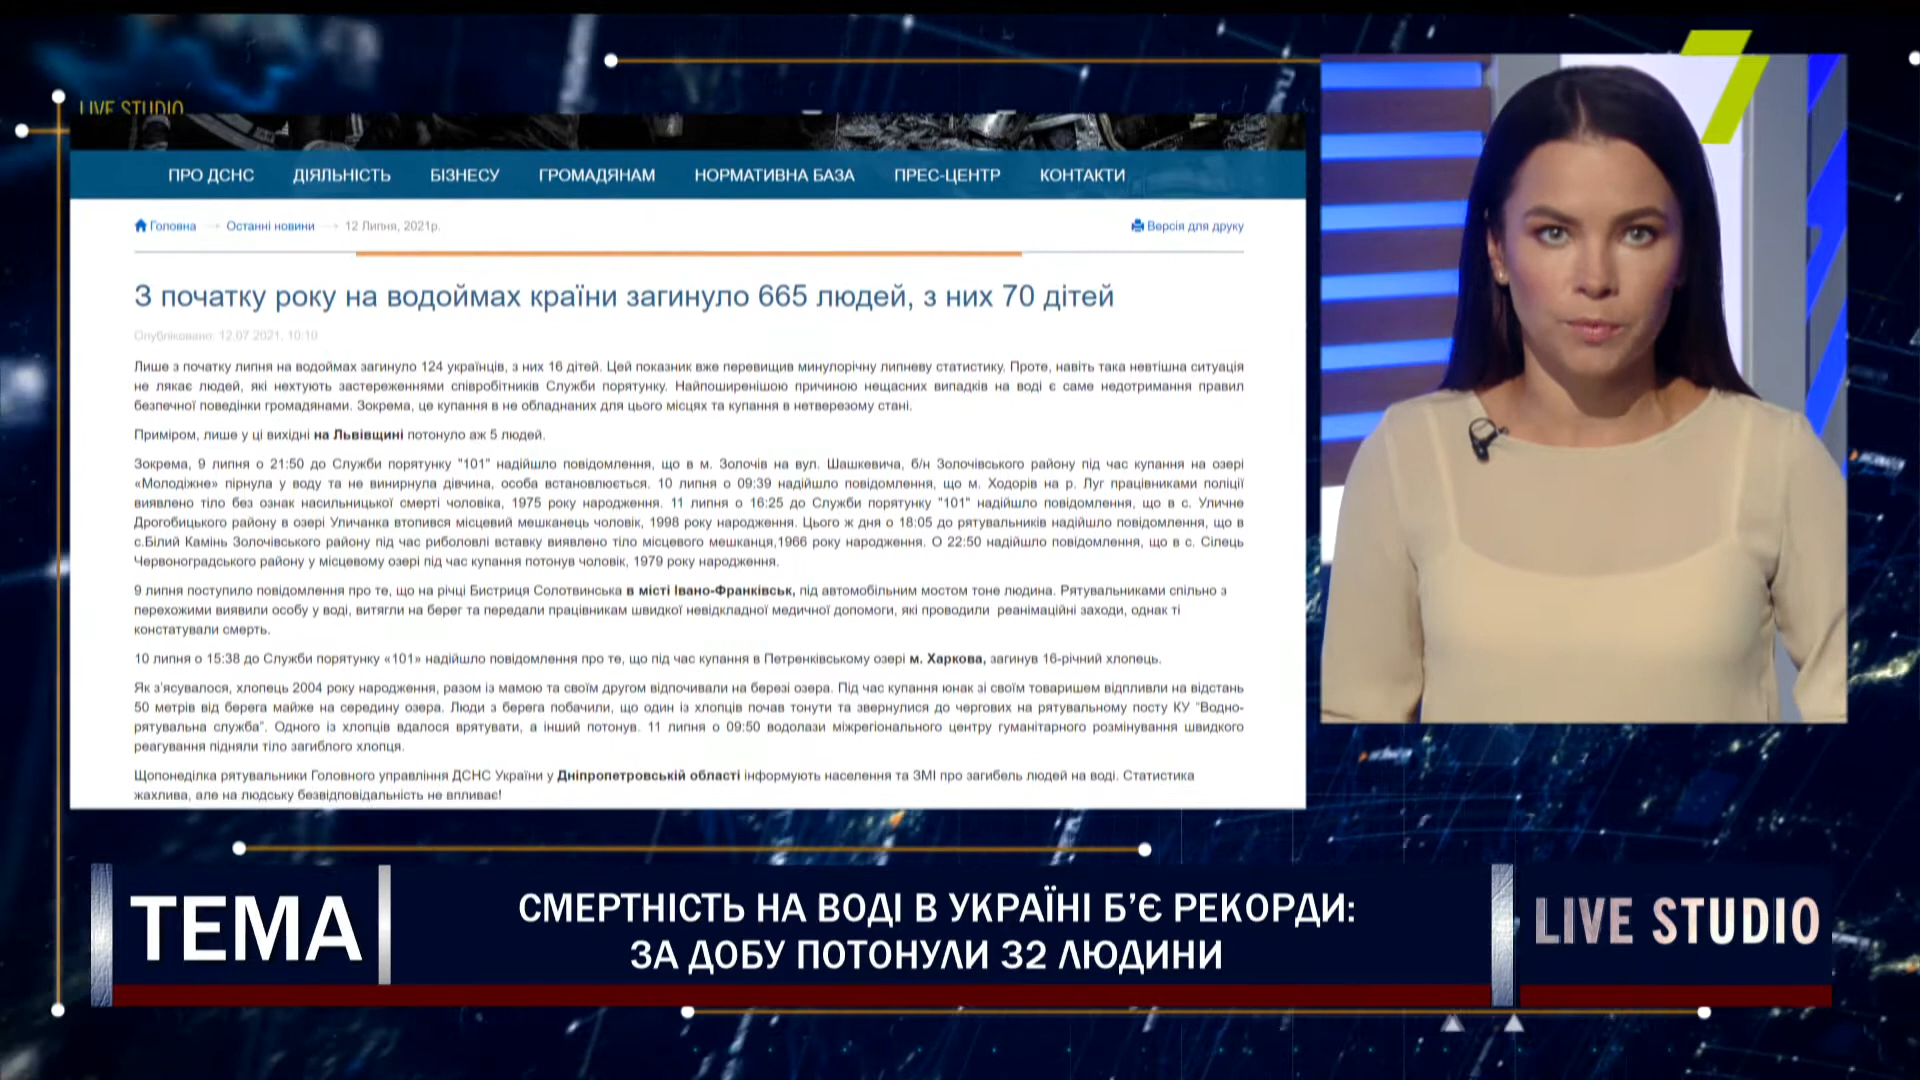 LIVE STUDIO
ПРО ДСНС ДІЯЛЬНІСТЬ БІЗНЕСУ ГРОМАДЯНАМ НОРМАТИВНА БАЗА ПРЕС-ЦЕНТР КОНТАКТИ
Головна → Останні новини → 12 Липня, 2021р. Версія для друку
З початку року на водоймах країни загинуло 665 людей, з них 70 дітей
Опубліковано: 12.07.2021, 10:10
Лише з початку липня на водоймах загинуло 124 українців, з них 16 дітей. Цей показник вже перевищив минулорічну липневу статистику. Проте, навіть така невтішна ситуація
не лякає людей, які нехтують застереженнями співробітників Служби порятунку. Найпоширенішою причиною нещасних випадків на воді є саме недотримання правил
безпечної поведінки громадянами. Зокрема, це купання в не обладнаних для цього місцях та купання в нетверезому стані.
Приміром, лише у ці вихідні на Львівщині потонуло аж 5 людей.
Зокрема, 9 липня о 21:50 до Служби порятунку "101" надійшло повідомлення, що в м. Золочів на вул. Шашкевича, б/н Золочівського району під час купання на озері
«Молодіжне» пірнула у воду та не винирнула дівчина, особа встановлюється. 10 липня о 09:39 надійшло повідомлення, що м. Ходорів на р. Луг працівниками поліції
виявлено тіло без ознак насильницької смерті чоловіка, 1975 року народження. 11 липня о 16:25 до Служби порятунку "101" надійшло повідомлення, що в с. Уличне
Дрогобицького району в озері Уличанка втопився місцевий мешканець чоловік, 1998 року народження. Цього ж дня о 18:05 до рятувальників надійшло повідомлення, що в
с.Білий Камінь Золочівського району під час риболовлі вставку виявлено тіло місцевого мешканця,1966 року народження. О 22:50 надійшло повідомлення, що в с. Сілець
Червоноградського району у місцевому озері під час купання потонув чоловік, 1979 року народження.
9 липня поступило повідомлення про те, що на річці Бистриця Солотвинська в місті Івано-Франківськ, під автомобільним мостом тоне людина. Рятувальниками спільно з
перехожими виявили особу у воді, витягли на берег та передали працівникам швидкої невідкладної медичної допомоги, які проводили реанімаційні заходи, однак ті
констатували смерть.
10 липня о 15:38 до Служби порятунку «101» надійшло повідомлення про те, що під час купання в Петренківському озері м. Харкова, загинув 16-річний хлопець.
Як з'ясувалося, хлопець 2004 року народження, разом із мамою та своїм другом відпочивали на березі озера. Під час купання юнак зі своїм товаришем відпливли на відстань
50 метрів від берега майже на середину озера. Люди з берега побачили, що один із хлопців почав тонути та звернулися до чергових на рятувальному посту КУ "Водно-
рятувальна служба". Одного із хлопців вдалося врятувати, а інший потонув. 11 липня о 09:50 водолази міжрегіонального центру гуманітарного розмінування швидкого
реагування підняли тіло загиблого хлопця.
Щопонеділка рятувальники Головного управління ДСНС України у Дніпропетровській області інформують населення та ЗМІ про загибель людей на воді. Статистика
жахлива, але на людську безвідповідальність не впливає!
ТЕМА
СМЕРТНІСТЬ НА ВОДІ В УКРАЇНІ Б'Є РЕКОРДИ:
ЗА ДОБУ ПОТОНУЛИ 32 ЛЮДИНИ
LIVE STUDIO